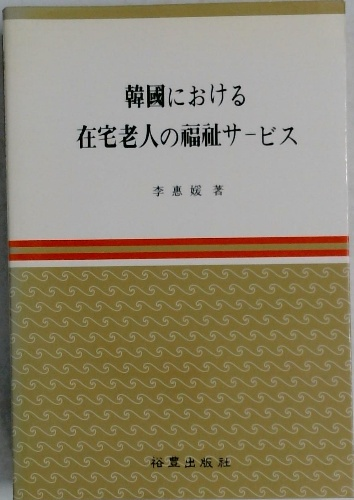 韓國における
在宅老人の福祉サービス
李惠媛 著
裕豊出版社